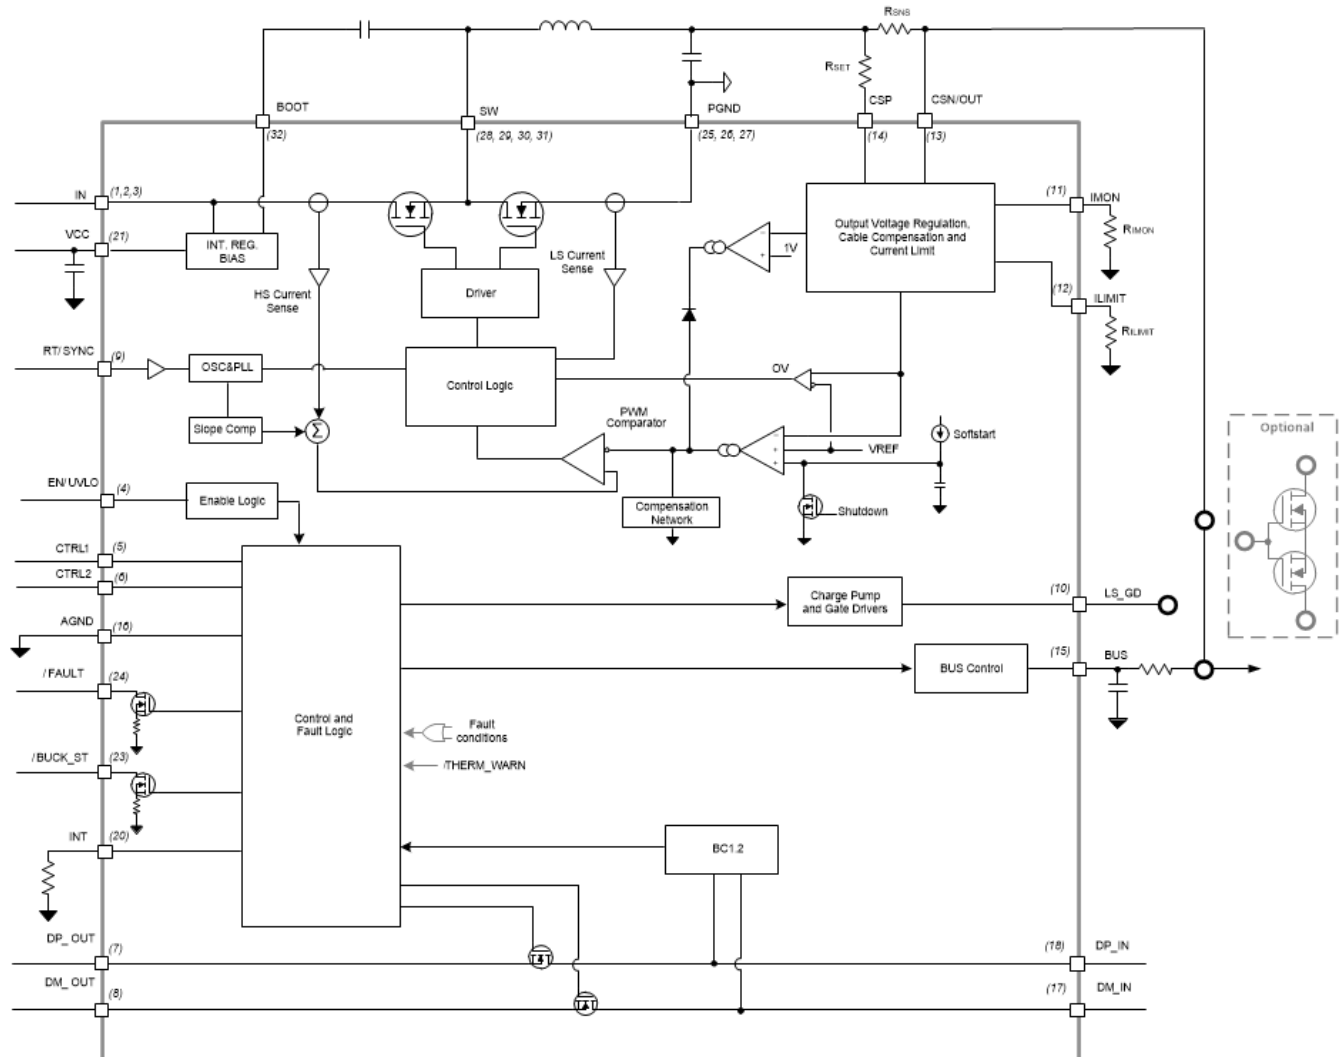 RSNS
RSET
BOOT
SW
PGND
CSP
CSN/OUT
(32)
(28, 29, 30, 31)
(25, 26, 27)
(14)
(13)
IN
(1,2,3)
(11)
IMON
VCC
(21)
INT. REG.
BIAS
LS Current
Sense
1V
Output Voltage Regulation,
Cable Compensation and
Current Limit
RIMON
HS Current
Sense
Driver
(12)
ILIMIT
RILIMIT
RT/SYNC
(9)
OSC&PLL
Control Logic
OV
Slope Comp
Σ
PWM
Comparator
VREF
Softstart
Optional
EN/UVLO
(4)
Enable Logic
Compensation
Network
Shutdown
CTRL1
(5)
CTRL2
(6)
Charge Pump
and Gate Drivers
(10)
LS_GD
AGND
(16)
BUS Control
(15)
BUS
/FAULT
(24)
Control and
Fault Logic
Fault
conditions
/THERM_WARN
/BUCK_ST
(23)
INT
(20)
BC1.2
DP_OUT
(7)
(18)
DP_IN
DM_OUT
(8)
(17)
DM_IN